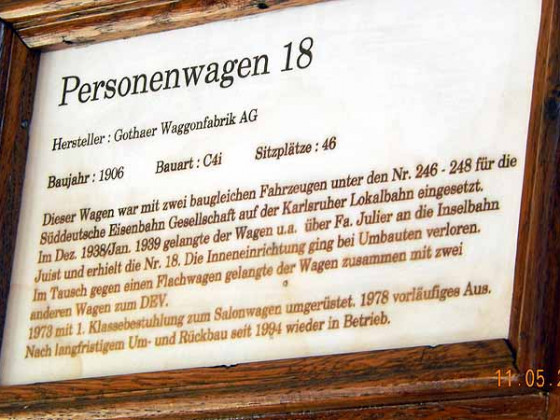 Personenwagen 18
Hersteller : Gothaer Waggonfabrik AG
Baujahr : 1906 Bauart : C4i Sitzplätze : 46
Dieser Wagen war mit zwei baugleichen Fahrzeugen unter den Nr. 246 - 248 für die
Süddeutsche Eisenbahn Gesellschaft auf der Karlsruher Lokalbahn eingesetzt.
Im Dez. 1938/Jan. 1939 gelangte der Wagen u.a. über Fa. Julier an die Inselbahn
Juist und erhielt die Nr. 18. Die Inneneinrichtung ging bei Umbauten verloren.
Im Tausch gegen einen Flachwagen gelangte der Wagen zusammen mit zwei
anderen Wagen zum DEV.
1973 mit 1. Klassebestuhlung zum Salonwagen umgerüstet. 1978 vorläufiges Aus.
Nach langfristigem Um- und Rückbau seit 1994 wieder in Betrieb.
11.05.2